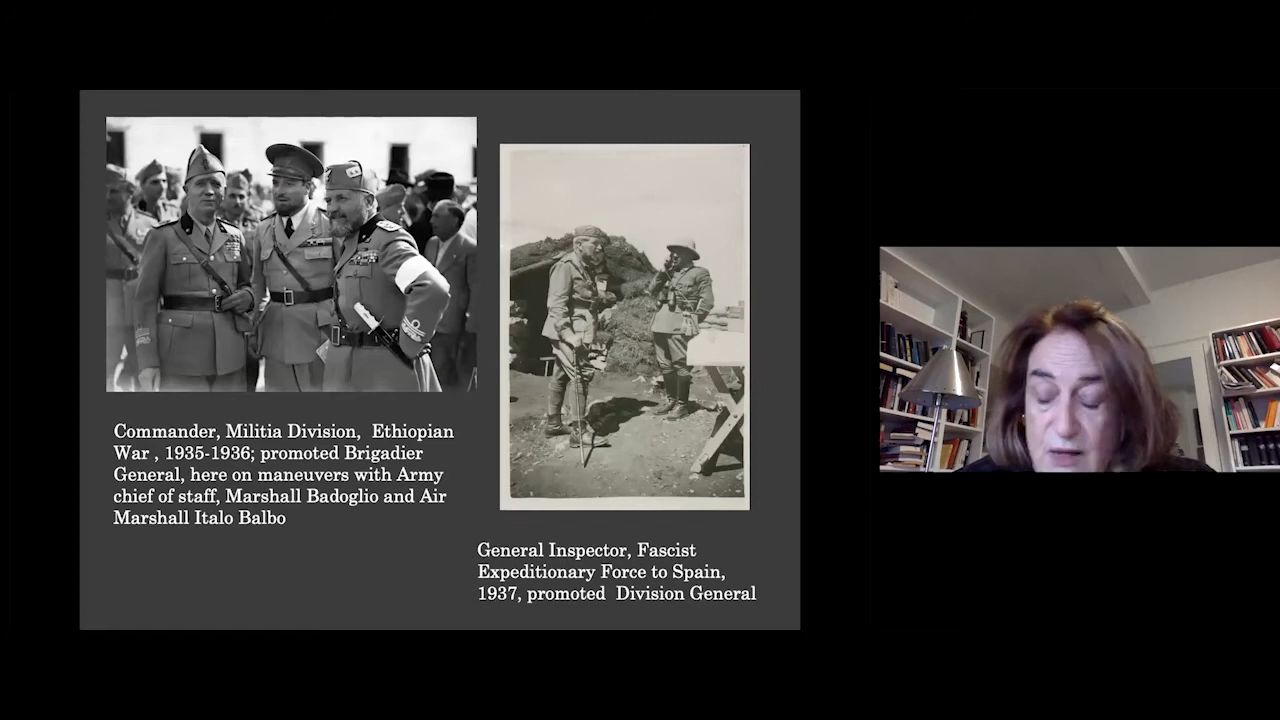 Commander, Militia Division,  Ethiopian
War , 1935-1936; promoted Brigadier
General, here on maneuvers with Army
chief of staff, Marshall Badoglio and Air
Marshall Italo Balbo
General Inspector, Fascist
Expeditionary Force to Spain,
1937, promoted  Division General